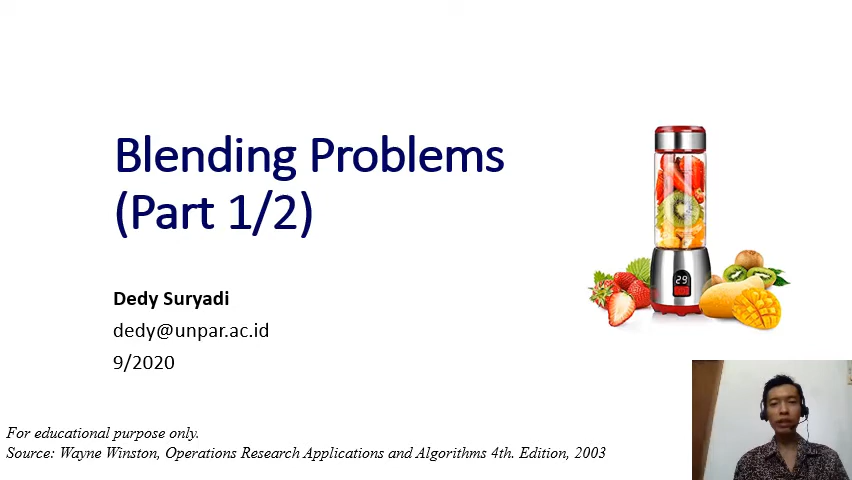 Blending Problems
(Part 1/2)
Dedy Suryadi
dedy@unpar.ac.id
9/2020
29
For educational purpose only.
Source: Wayne Winston, Operations Research Applications and Algorithms 4th. Edition, 2003